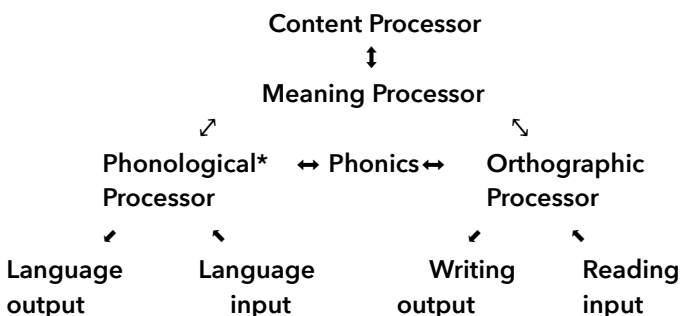 Content Processor
↕
Meaning Processor
⤢ ⤡
Phonological* ↔ Phonics ↔ Orthographic
Processor Processor
⬋ ⬉ ⬋ ⬉
Language Language Writing Reading
output input output input